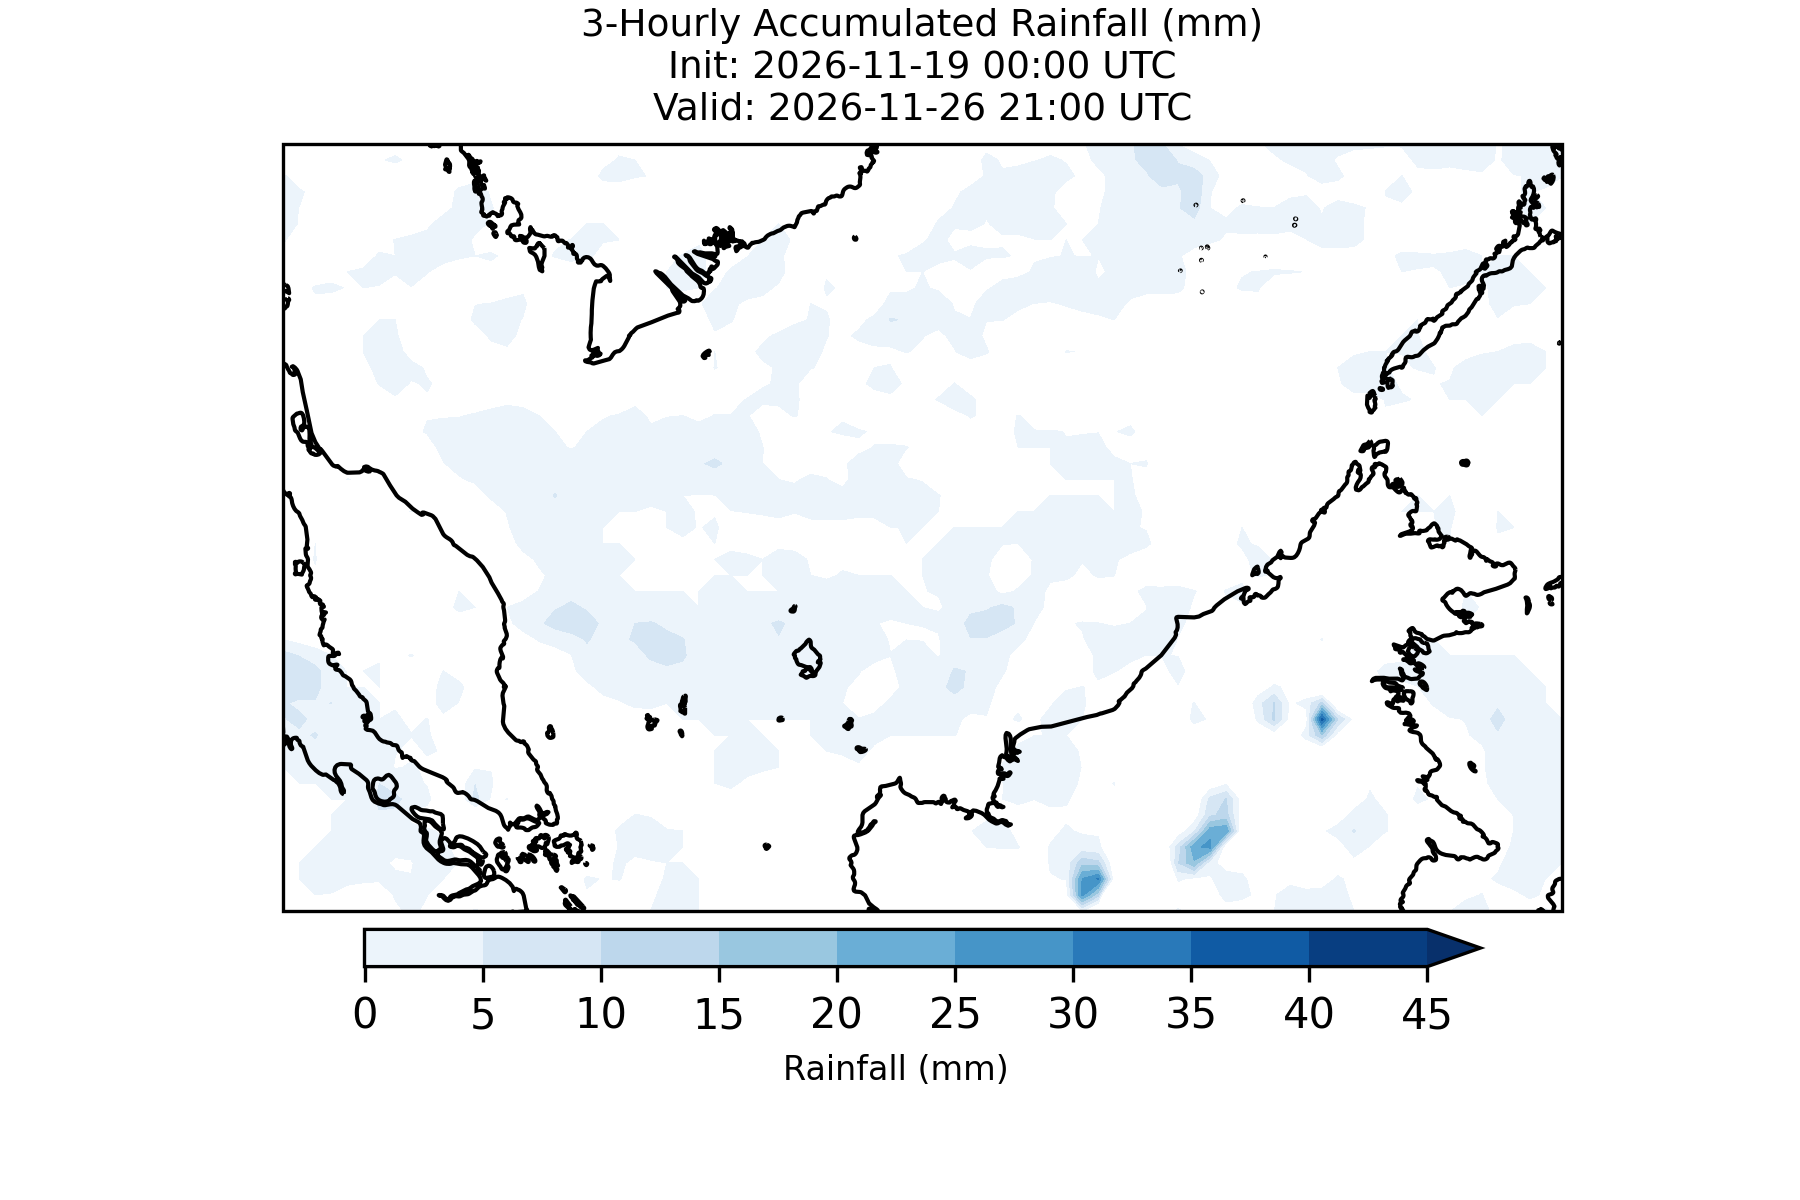 3-Hourly Accumulated Rainfall (mm)
Init: 2026-11-19 00:00 UTC
Valid: 2026-11-26 21:00 UTC
0 5 10 15 20 25 30 35 40 45
Rainfall (mm)